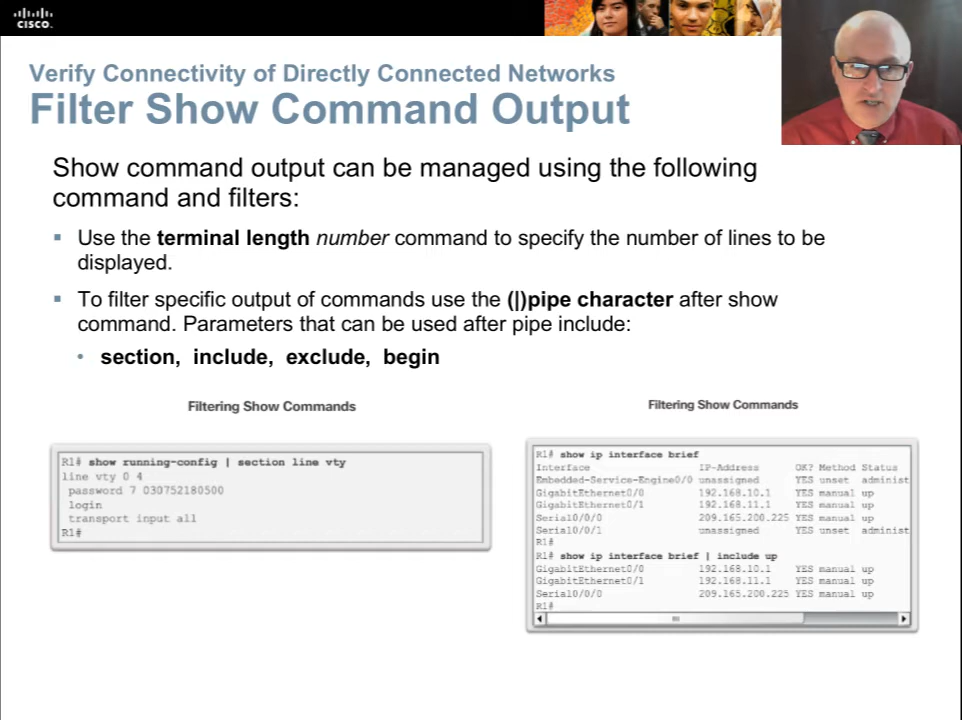 CISCO.
Verify Connectivity of Directly Connected Networks
Filter Show Command Output
Show command output can be managed using the following
command and filters:
Use the terminal length number command to specify the number of lines to be
displayed.
To filter specific output of commands use the (|)pipe character after show
command. Parameters that can be used after pipe include:
section, include, exclude, begin
Filtering Show Commands
R1# show running-config | section line vty
line vty 0 4
password 7 030752180500
login
transport input all
R1#
Filtering Show Commands
R1# show ip interface brief
Interface IP-Address OK? Method Status
Embedded-Service-Engine0/0 unassigned YES unset administ
GigabitEthernet0/0 192.168.10.1 YES manual up
GigabitEthernet0/1 192.168.11.1 YES manual up
Serial0/0/0 209.165.200.225 YES manual up
Serial0/0/1 unassigned YES unset administ
R1#
R1# show ip interface brief | include up
GigabitEthernet0/0 192.168.10.1 YES manual up
GigabitEthernet0/1 192.168.11.1 YES manual up
Serial0/0/0 209.165.200.225 YES manual up
R1#